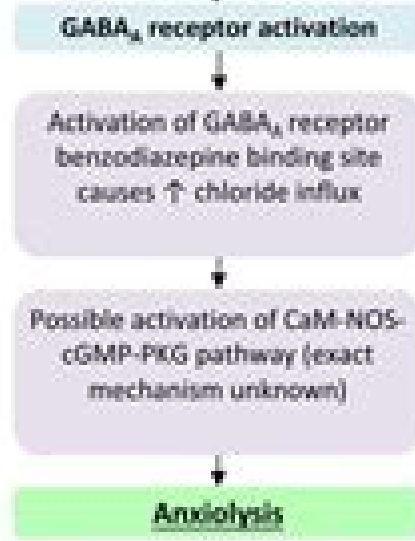 GABAA receptor activation
Activation of GABAA receptor
benzodiazepine binding site
causes ↑ chloride influx
Possible activation of CaM-NOS-
cGMP-PKG pathway (exact
mechanism unknown)
Anxiolysis